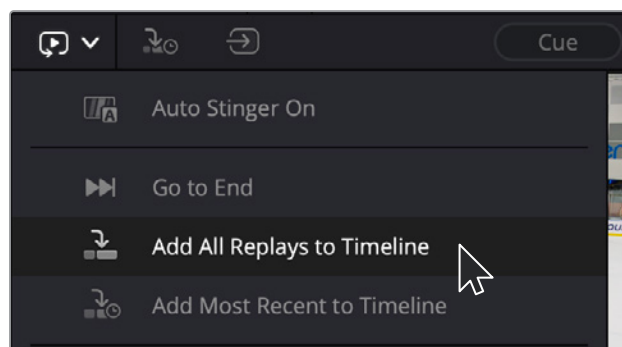 Cue
Auto Stinger On
Go to End
Add All Replays to Timeline
Add Most Recent to Timeline